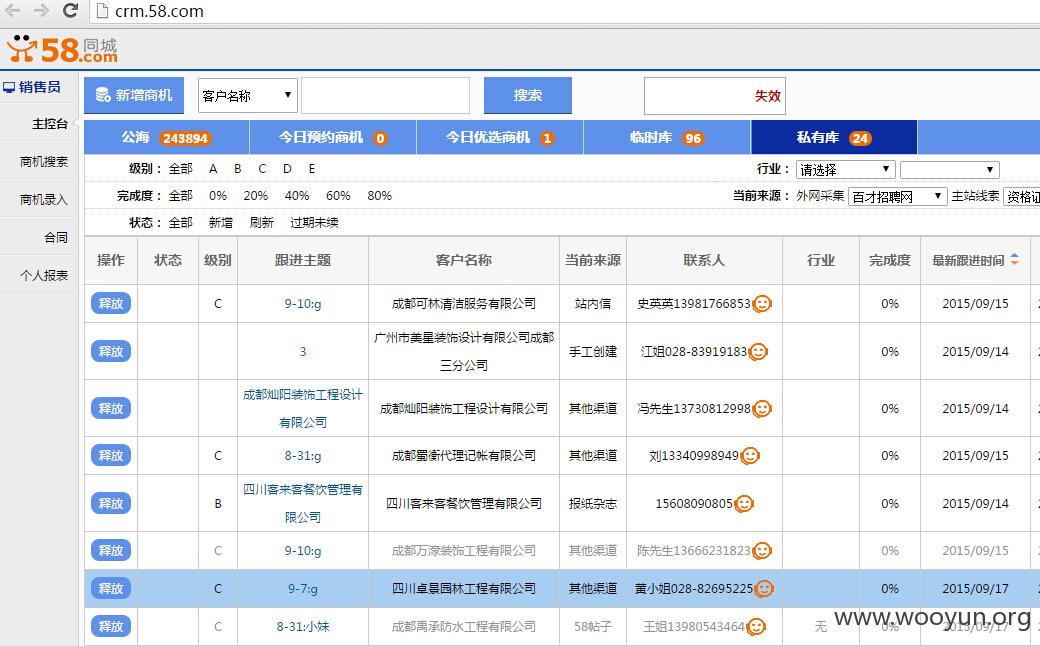 crm.58.com
58同城.com
销售员
主控台
商机搜索
商机录入
合同
个人报表
新增商机 客户名称 搜索 失效
公海 243894 今日预约商机 0 今日优选商机 1 临时库 96 私有库 24
级别： 全部 A B C D E 行业： 请选择
完成度： 全部 0% 20% 40% 60% 80% 当前来源： 外网采集 百才招聘网 主站线索 资格证
状态： 全部 新增 刷新 过期未续
操作 状态 级别 跟进主题 客户名称 当前来源 联系人 行业 完成度 最新跟进时间
释放 C 9-10:g 成都可林清洁服务有限公司 站内信 史英英13981766853 0% 2015/09/15
释放 3 广州市美星装饰设计有限公司成都
三分公司 手工创建 江姐028-83919183 0% 2015/09/14
释放 成都灿阳装饰工程设计
有限公司 成都灿阳装饰工程设计有限公司 其他渠道 冯先生13730812998 0% 2015/09/14
释放 C 8-31:g 成都蜀衡代理记帐有限公司 其他渠道 刘13340998949 0% 2015/09/15
释放 B 四川客来客餐饮管理有
限公司 四川客来客餐饮管理有限公司 报纸杂志 15608090805 0% 2015/09/14
释放 C 9-10:g 成都万濠装饰工程有限公司 其他渠道 陈先生13666231823 0% 2015/09/15
释放 C 9-7:g 四川卓景园林工程有限公司 其他渠道 黄小姐028-82695225 0% 2015/09/17
释放 C 8-31:小妹 成都禹承防水工程有限公司 58帖子 王姐13980543464 无 0% 2015/09/17
www.wooyun.org